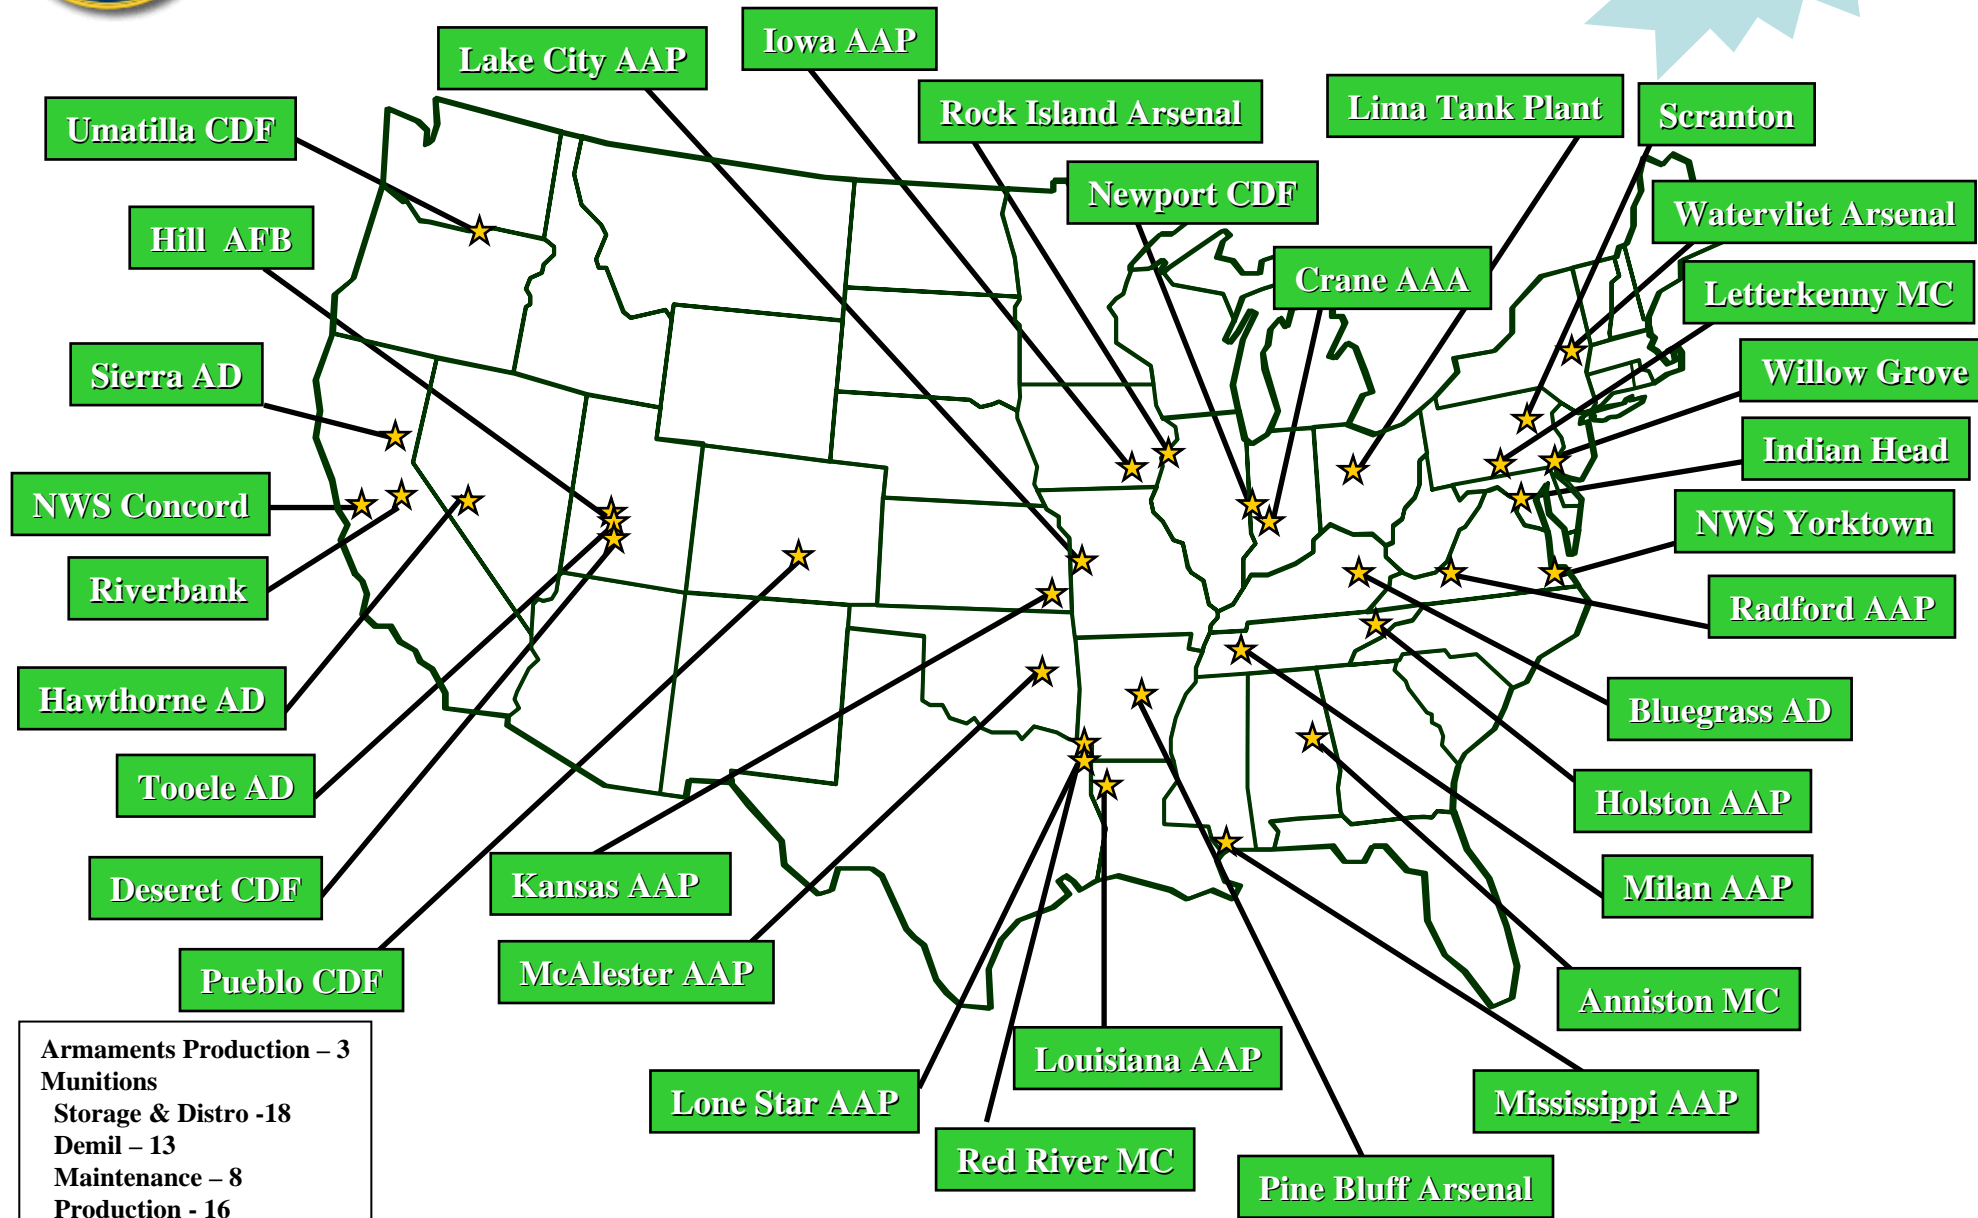 Iowa AAP
Lake City AAP
Rock Island Arsenal
Lima Tank Plant
Scranton
Umatilla CDF
Newport CDF
Watervliet Arsenal
Hill  AFB
Crane AAA
Letterkenny MC
Sierra AD
Willow Grove
Indian Head
NWS Concord
NWS Yorktown
Riverbank
Radford AAP
Hawthorne AD
Bluegrass AD
Tooele AD
Holston AAP
Deseret CDF
Kansas AAP
Milan AAP
Pueblo CDF
McAlester AAP
Anniston MC
Louisiana AAP
Lone Star AAP
Mississippi AAP
Red River MC
Pine Bluff Arsenal
Armaments Production – 3
Munitions
Storage & Distro -18
Demil – 13
Maintenance – 8
Production - 16